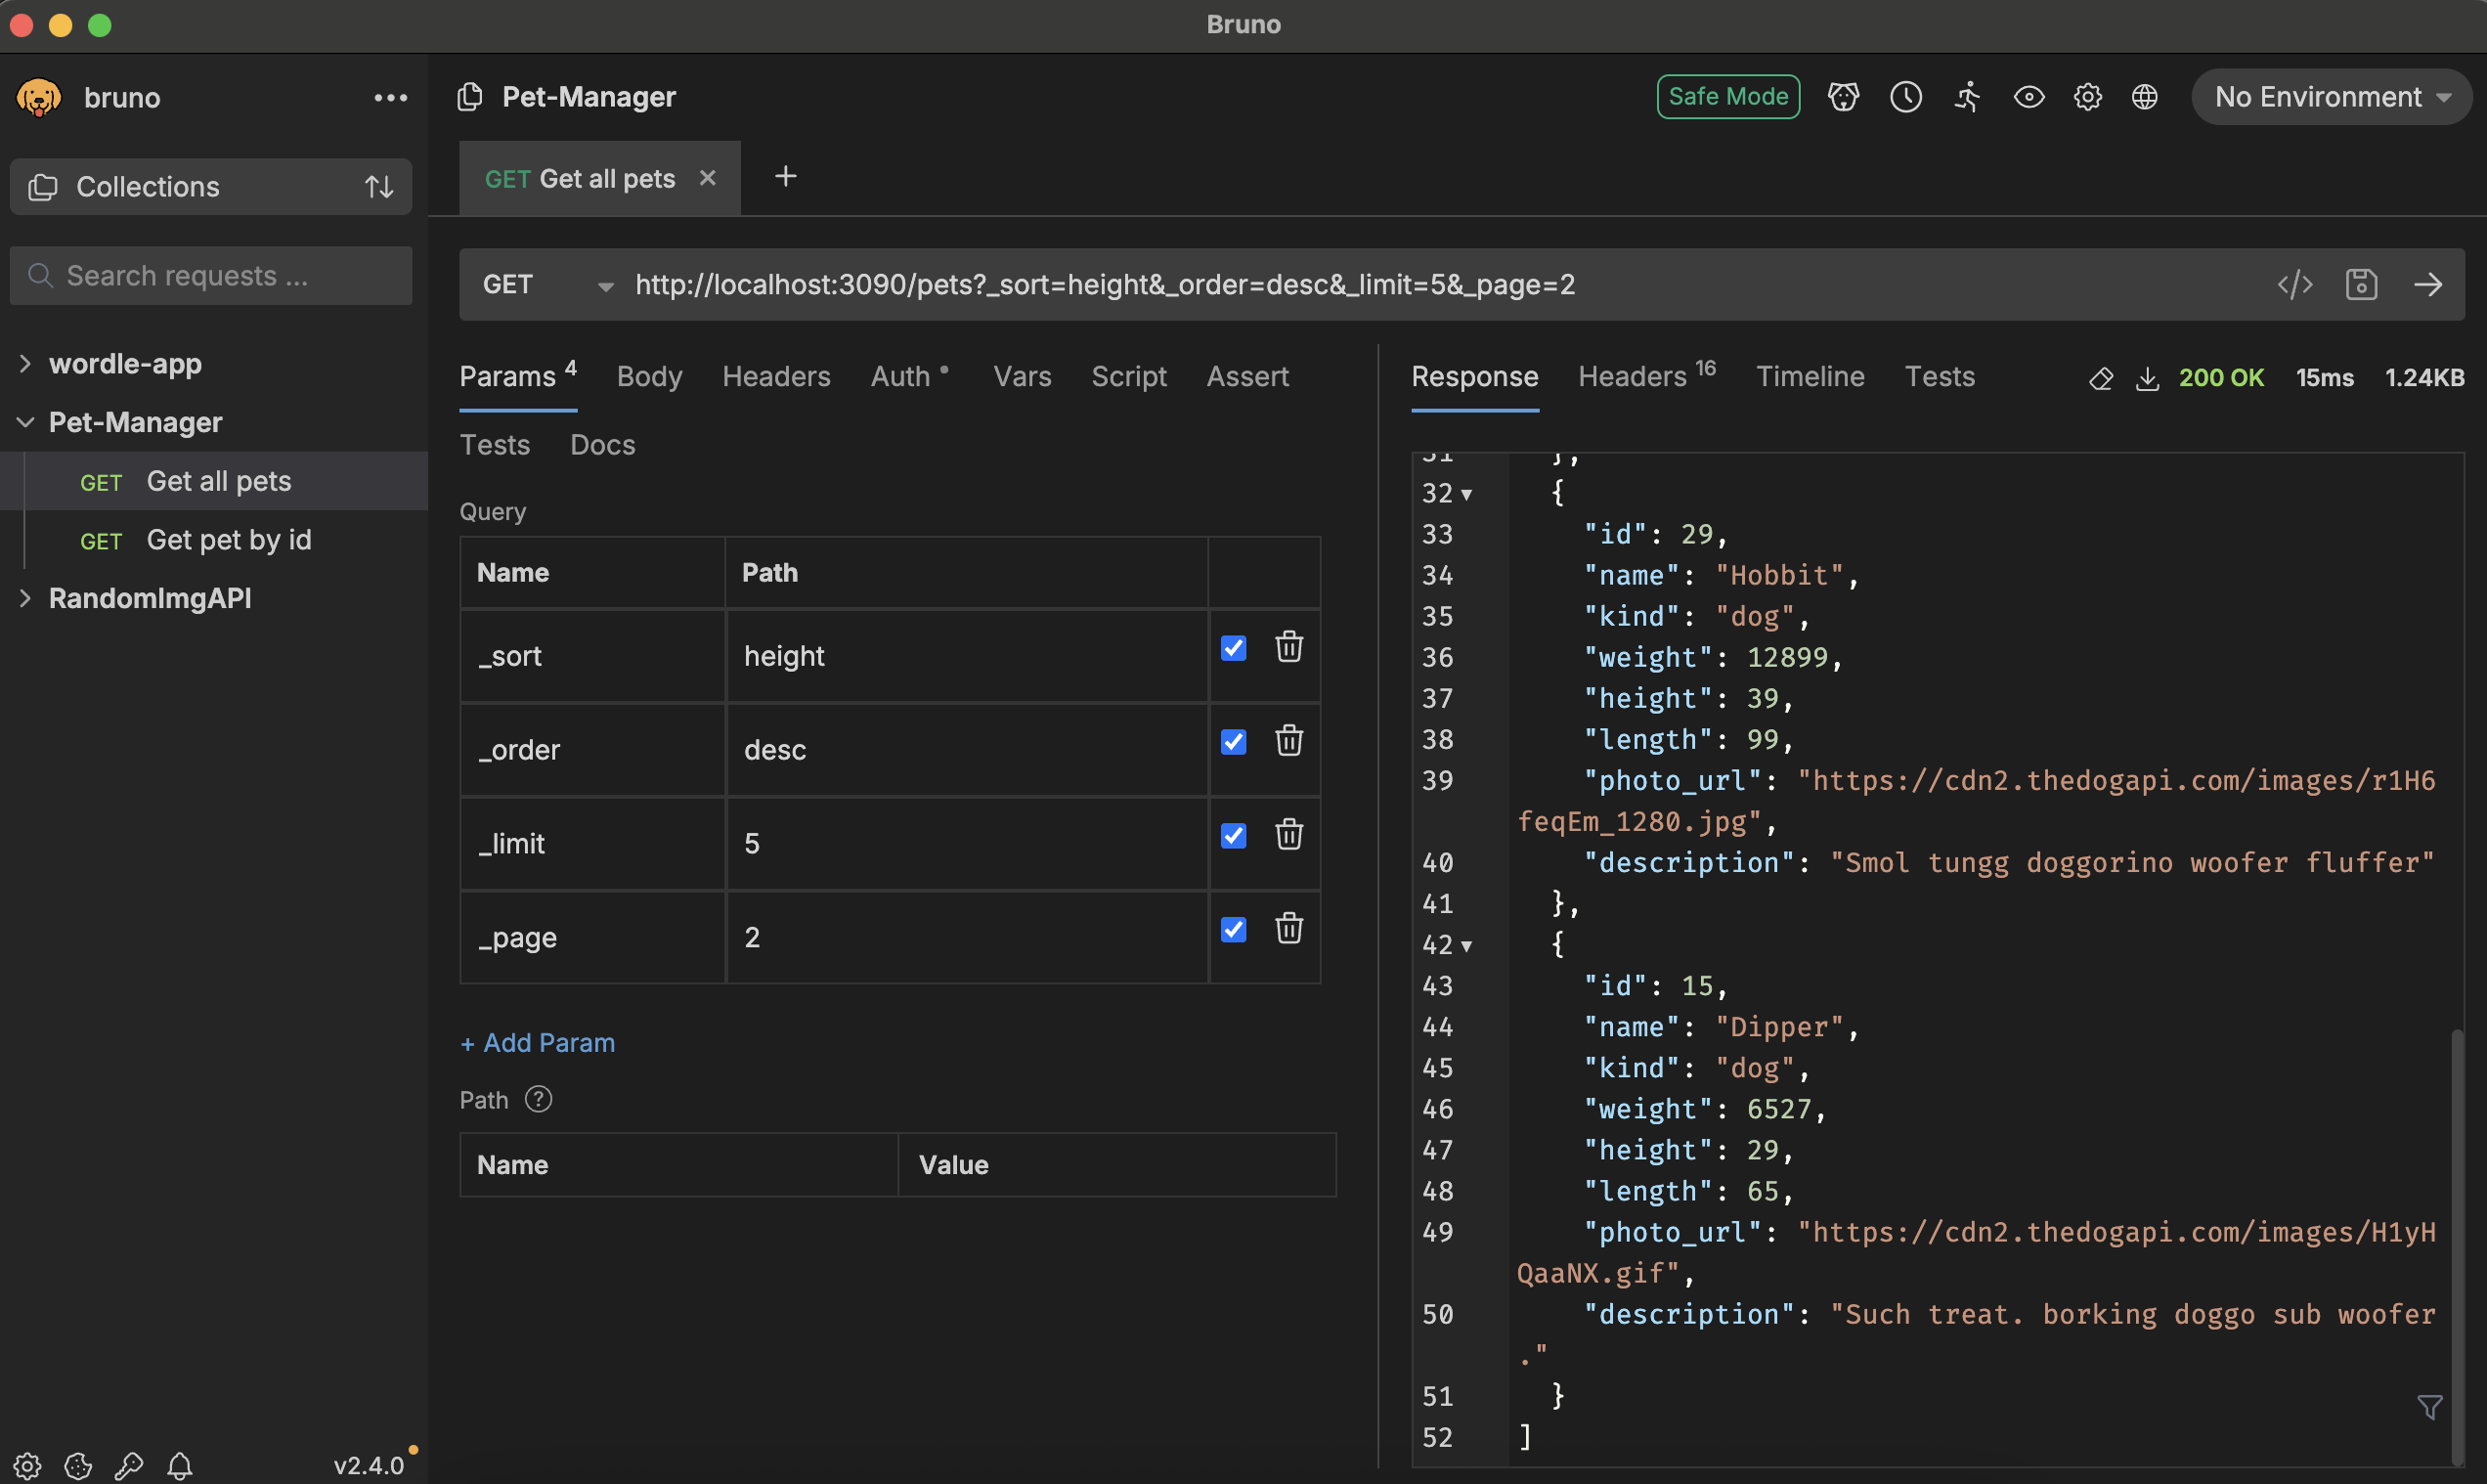 Bruno
bruno
Collections
Search requests ...
wordle-app
Pet-Manager
GET Get all pets
GET Get pet by id
RandomImgAPI
v2.4.0
Pet-Manager
Safe Mode
No Environment
GET Get all pets
GET http://localhost:3090/pets?_sort=height&_order=desc&_limit=5&_page=2
Params 4 Body Headers Auth Vars Script Assert
Tests Docs
Query
Name Path
_sort height
_order desc
_limit 5
_page 2
+ Add Param
Path ?
Name Value
Response Headers 16 Timeline Tests 200 OK 15ms 1.24KB
31 },
32 {
33 "id": 29,
34 "name": "Hobbit",
35 "kind": "dog",
36 "weight": 12899,
37 "height": 39,
38 "length": 99,
39 "photo_url": "https://cdn2.thedogapi.com/images/r1H6
feqEm_1280.jpg",
40 "description": "Smol tungg doggorino woofer fluffer"
41 },
42 {
43 "id": 15,
44 "name": "Dipper",
45 "kind": "dog",
46 "weight": 6527,
47 "height": 29,
48 "length": 65,
49 "photo_url": "https://cdn2.thedogapi.com/images/H1yH
QaaNX.gif",
50 "description": "Such treat. borking doggo sub woofer
."
51 }
52 ]